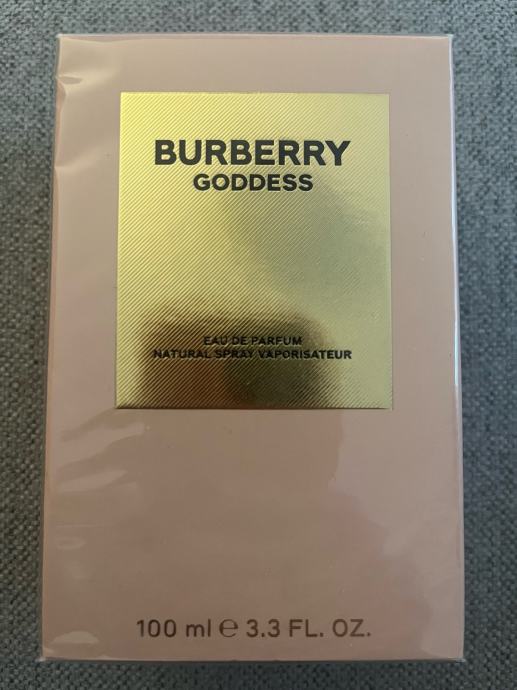 BURBERRY
GODDESS
EAU DE PARFUM
NATURAL SPRAY VAPORISATEUR
100 ml ℮ 3.3 FL. OZ.